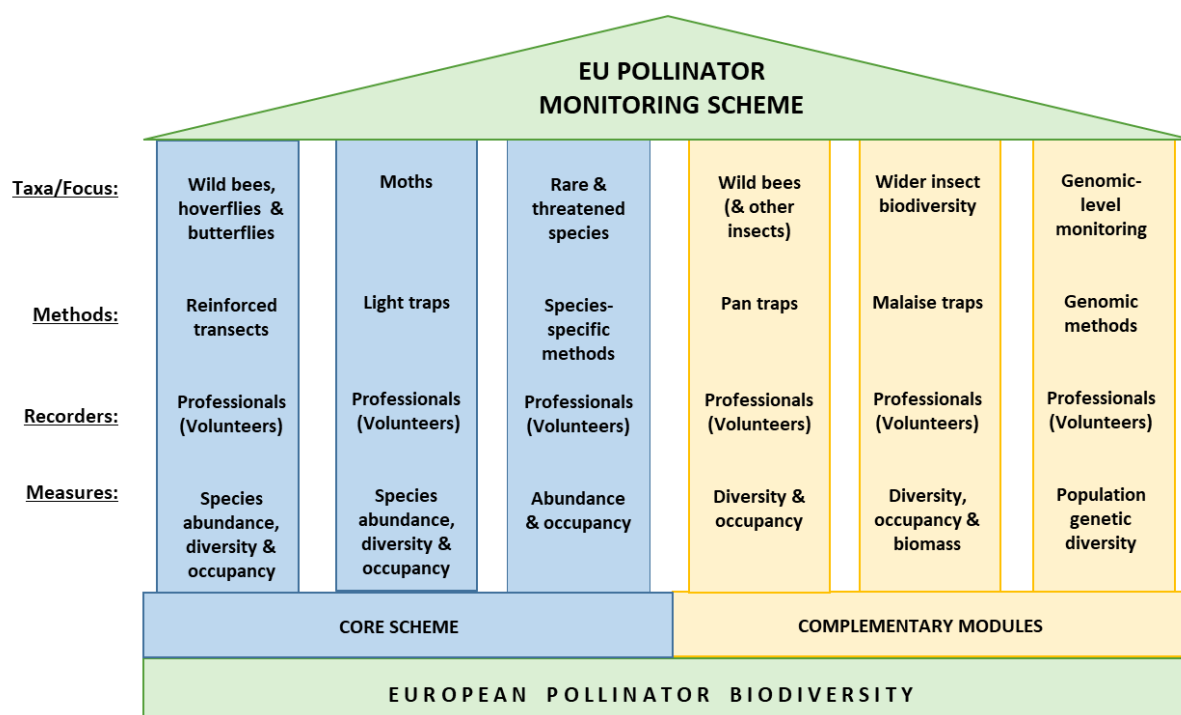 EU POLLINATOR
MONITORING SCHEME
Taxa/Focus:
Wild bees,
hoverflies &
butterflies
Moths
Rare &
threatened
species
Wild bees
(& other
insects)
Wider insect
biodiversity
Genomic-
level
monitoring
Methods:
Reinforced
transects
Light traps
Species-
specific
methods
Pan traps
Malaise traps
Genomic
methods
Recorders:
Professionals
(Volunteers)
Professionals
(Volunteers)
Professionals
(Volunteers)
Professionals
(Volunteers)
Professionals
(Volunteers)
Professionals
(Volunteers)
Measures:
Species
abundance,
diversity &
occupancy
Species
abundance,
diversity &
occupancy
Abundance
& occupancy
Diversity &
occupancy
Diversity,
occupancy &
biomass
Population
genetic
diversity
CORE SCHEME
COMPLEMENTARY MODULES
EUROPEAN POLLINATOR BIODIVERSITY